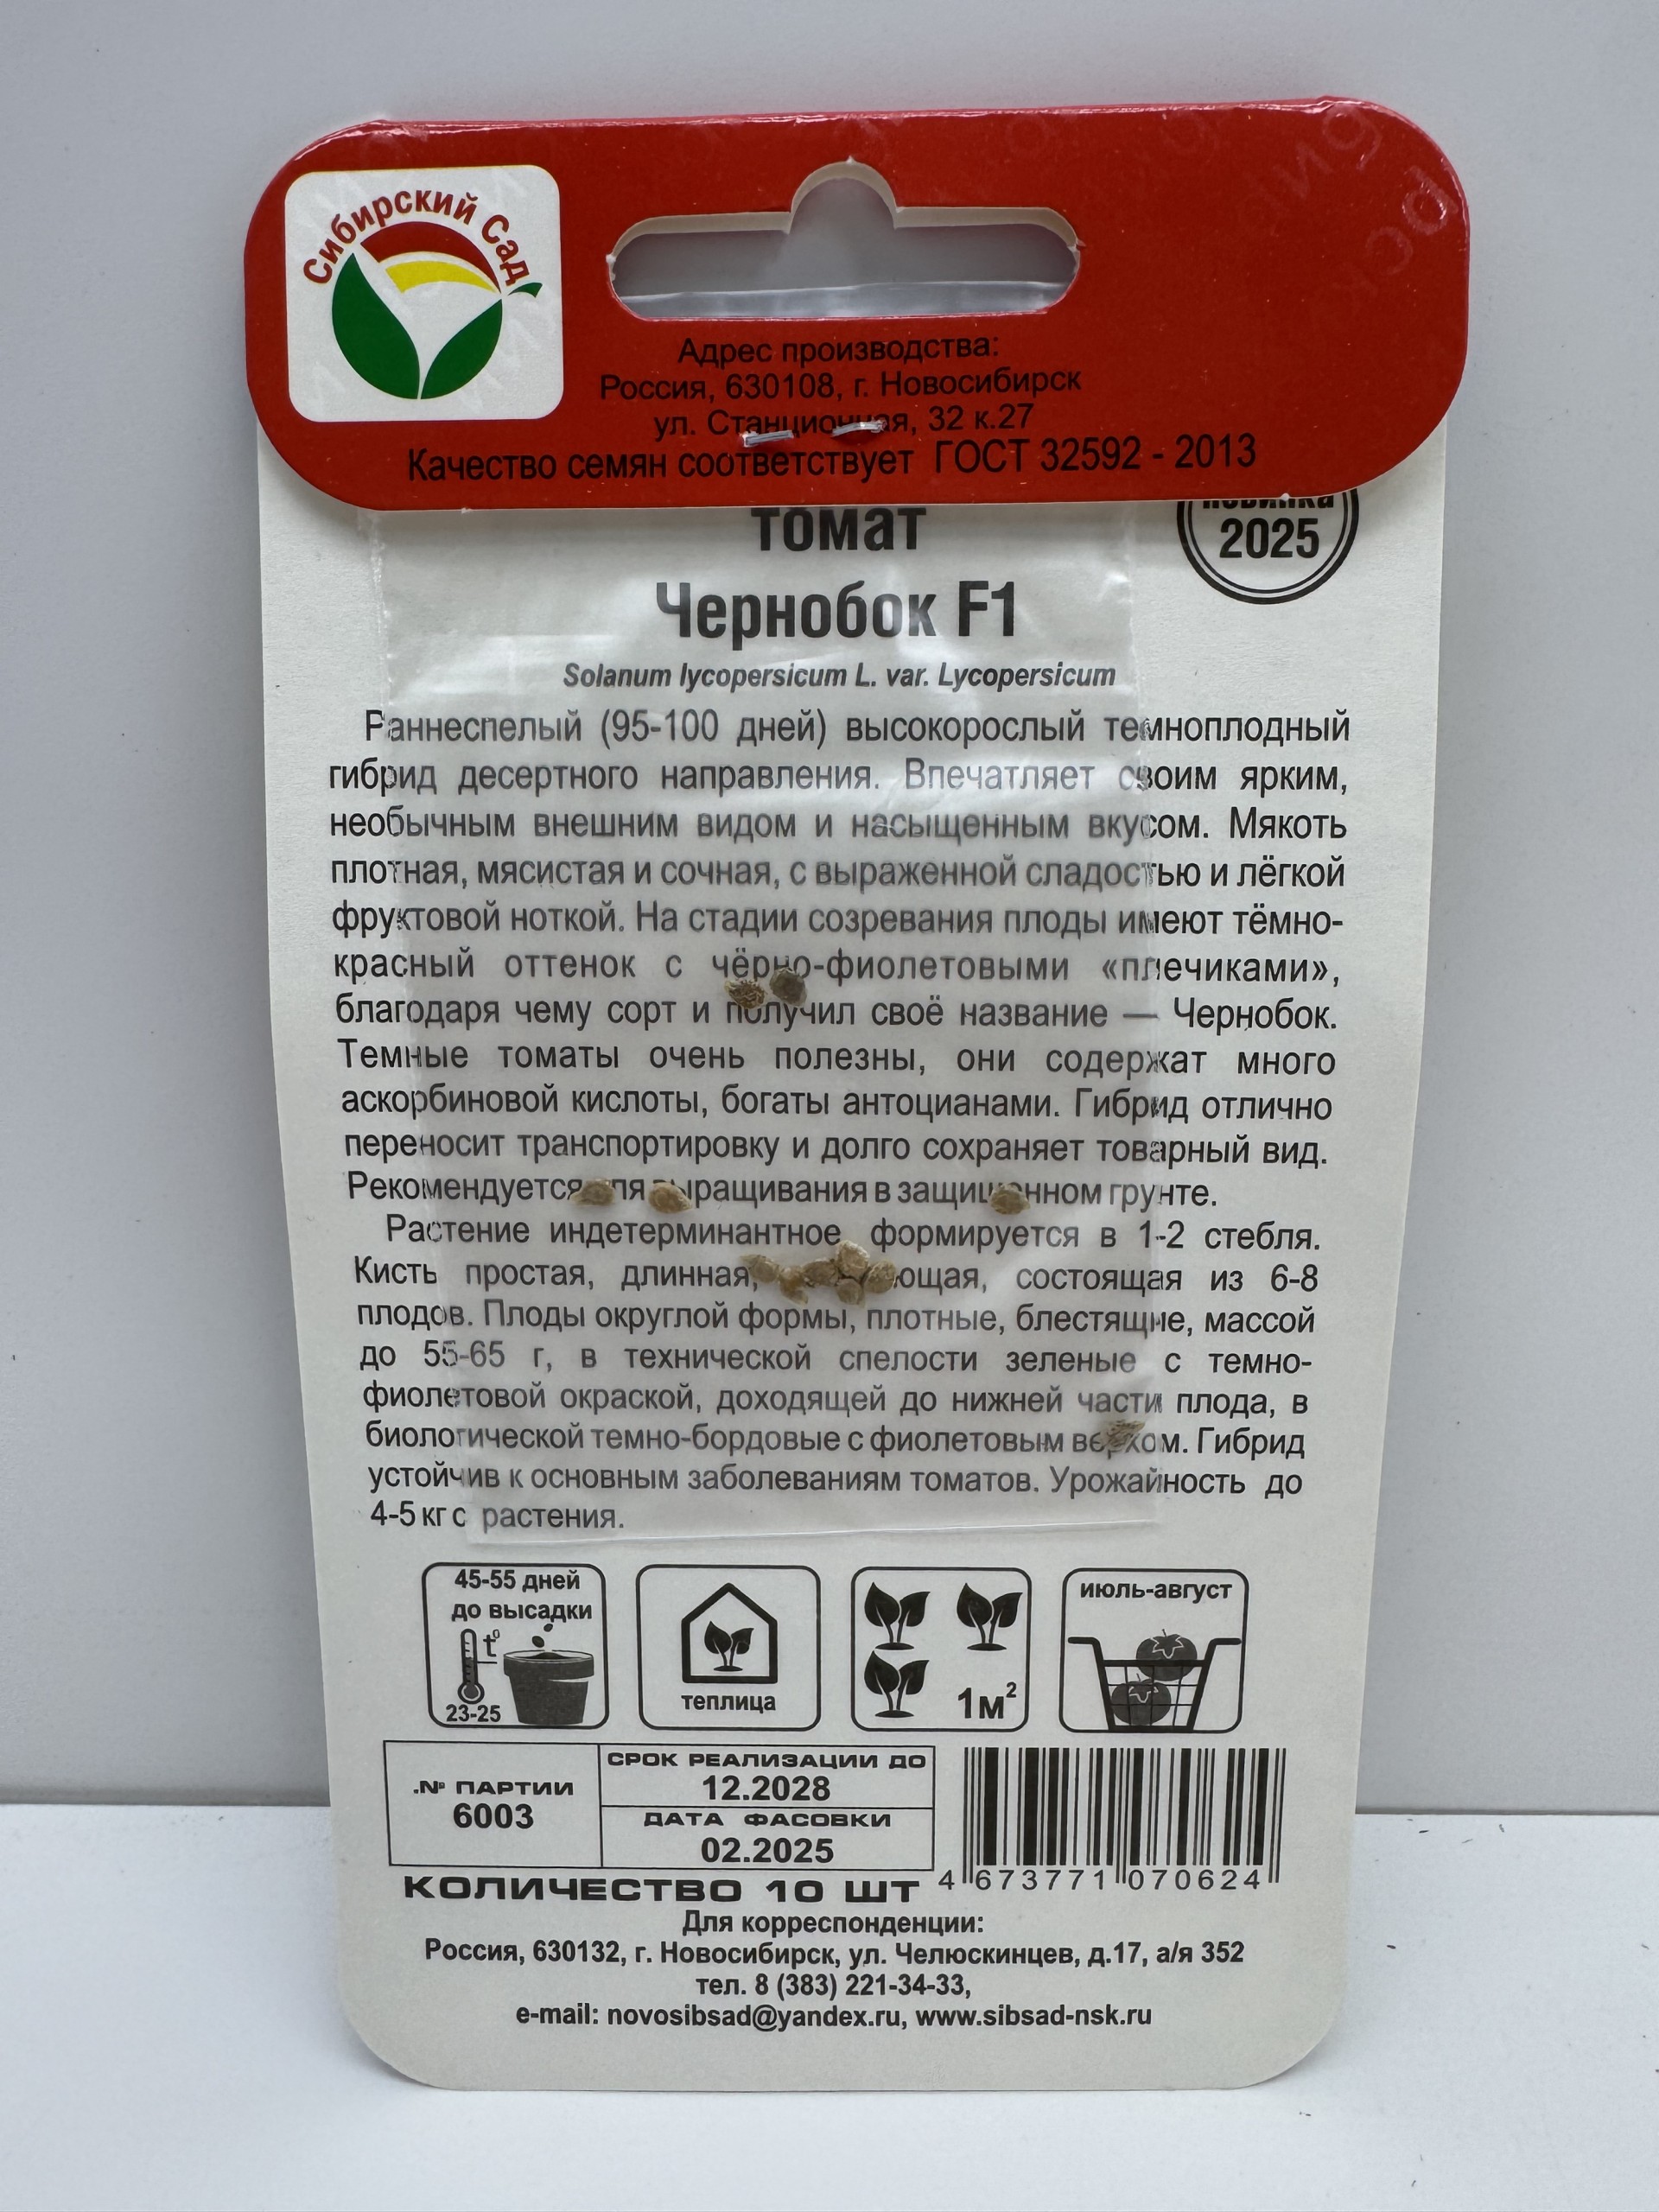 Сибирский Сад
Адрес производства:
Россия, 630108, г. Новосибирск
ул. Станционная, 32 к.27
Качество семян соответствует ГОСТ 32592 - 2013
новинка
2025
томат
Чернобок F1
Solanum lycopersicum L. var. Lycopersicum
Раннеспелый (95-100 дней) высокорослый темноплодный
гибрид десертного направления. Впечатляет своим ярким,
необычным внешним видом и насыщенным вкусом. Мякоть
плотная, мясистая и сочная, с выраженной сладостью и лёгкой
фруктовой ноткой. На стадии созревания плоды имеют тёмно-
красный оттенок с чёрно-фиолетовыми «плечиками»,
благодаря чему сорт и получил своё название — Чернобок.
Темные томаты очень полезны, они содержат много
аскорбиновой кислоты, богаты антоцианами. Гибрид отлично
переносит транспортировку и долго сохраняет товарный вид.
Рекомендуется для выращивания в защищенном грунте.
Растение индетерминантное формируется в 1-2 стебля.
Кисть простая, длинная, состоящая из 6-8
плодов. Плоды округлой формы, плотные, блестящие, массой
до 55-65 г, в технической спелости зеленые с темно-
фиолетовой окраской, доходящей до нижней части плода, в
биологической темно-бордовые с фиолетовым верхом. Гибрид
устойчив к основным заболеваниям томатов. Урожайность до
4-5 кг с растения.
45-55 дней
до высадки
t⁰
23-25
теплица
1м²
июль-август
.№ ПАРТИИ
6003
СРОК РЕАЛИЗАЦИИ ДО
12.2028
ДАТА ФАСОВКИ
02.2025
КОЛИЧЕСТВО 10 ШТ
4 673771 070624
Для корреспонденции:
Россия, 630132, г. Новосибирск, ул. Челюскинцев, д.17, а/я 352
тел. 8 (383) 221-34-33,
e-mail: novosibsad@yandex.ru, www.sibsad-nsk.ru